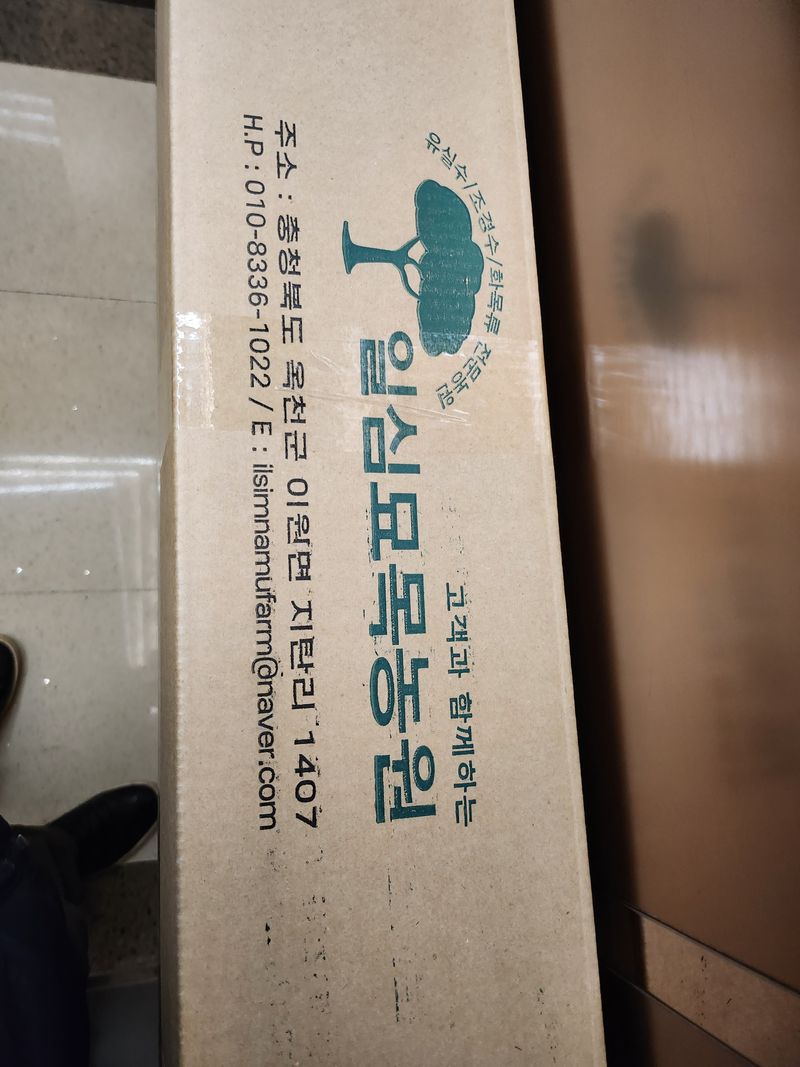 유실수/조경수/화목류 전문농원
고객과 함께하는
일심묘목농원
주소 : 충청북도 옥천군 이원면 지탄리 1407
H.P : 010-8336-1022 / E : ilsimnamufarm@naver.com